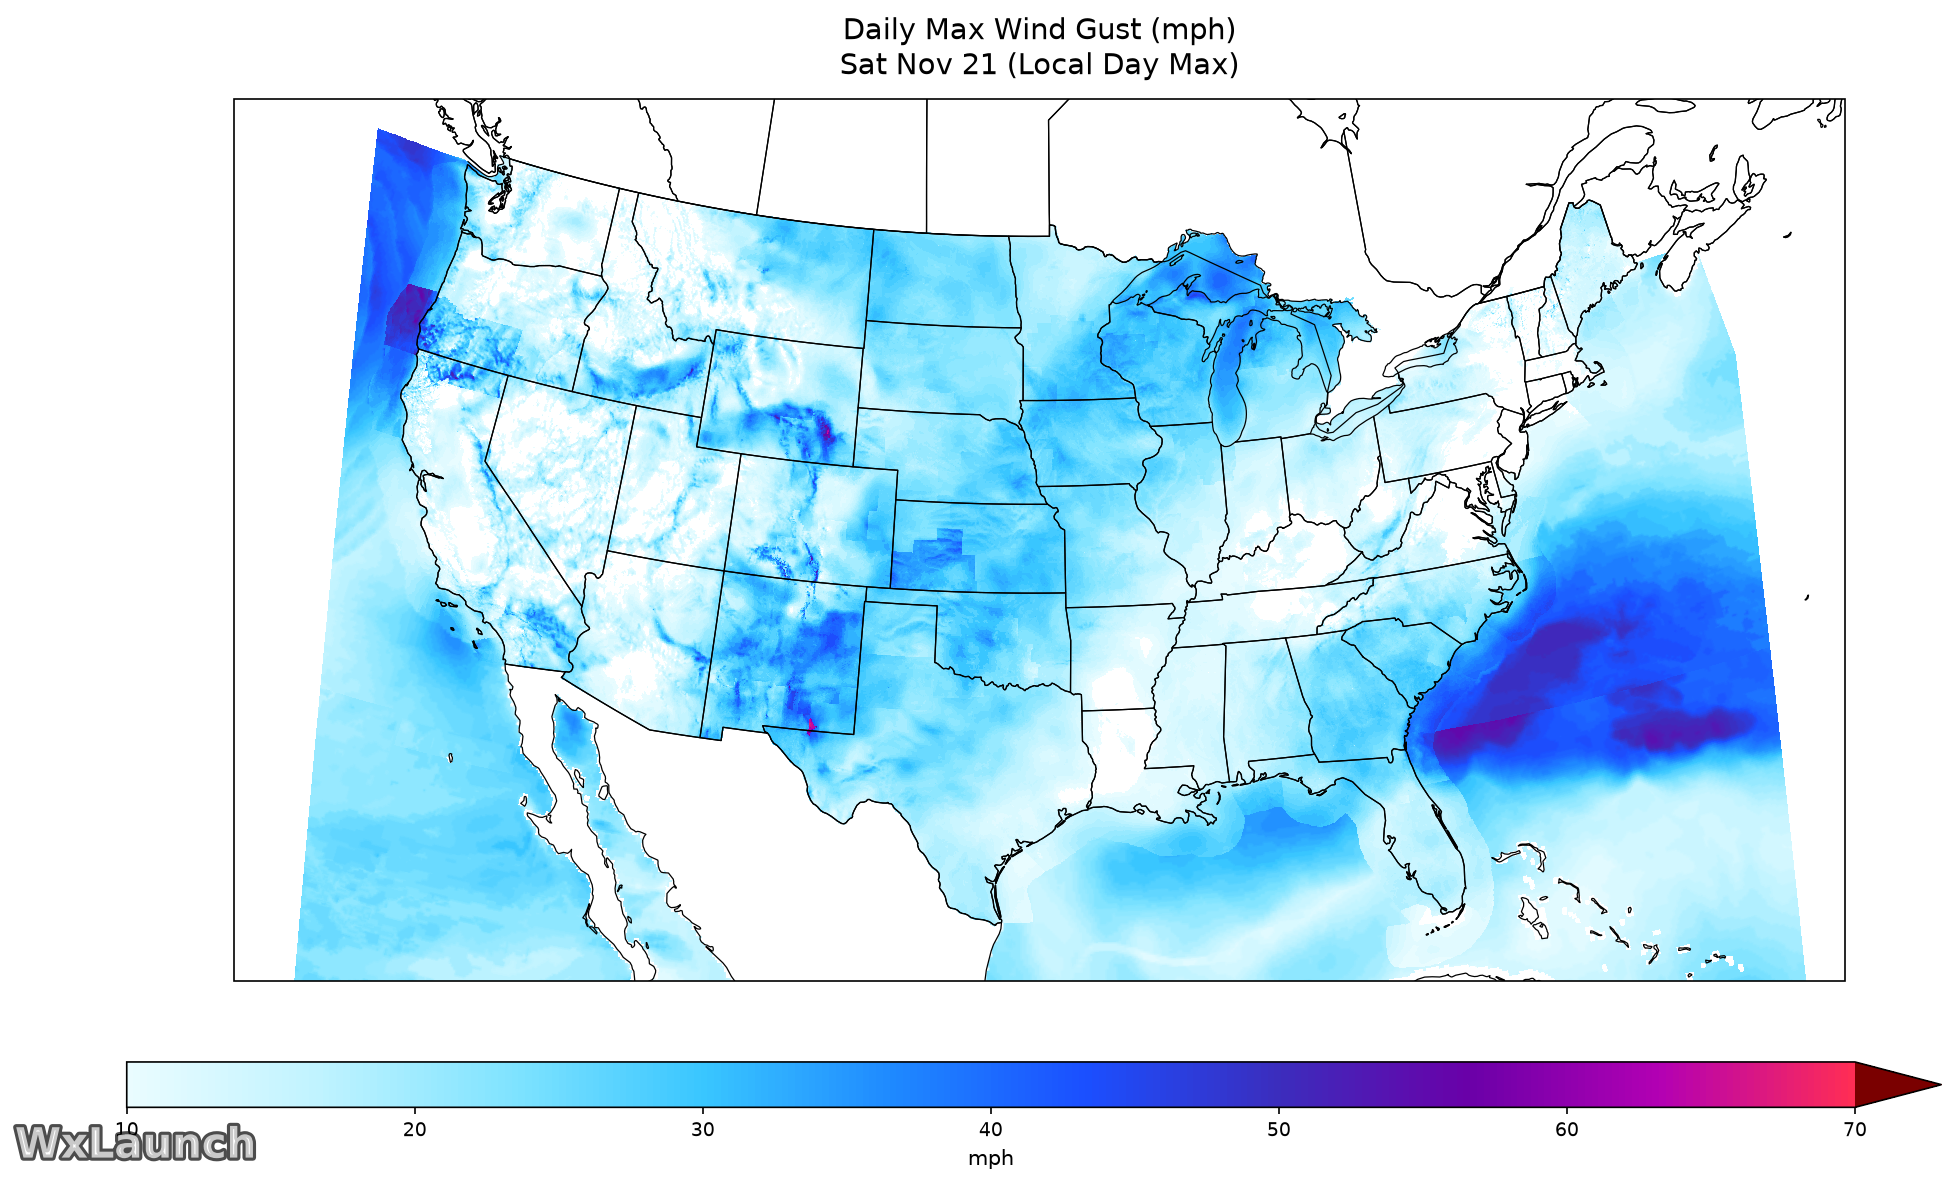 Daily Max Wind Gust (mph)
Sat Nov 21 (Local Day Max)
10 20 30 40 50 60 70
mph
WxLaunch